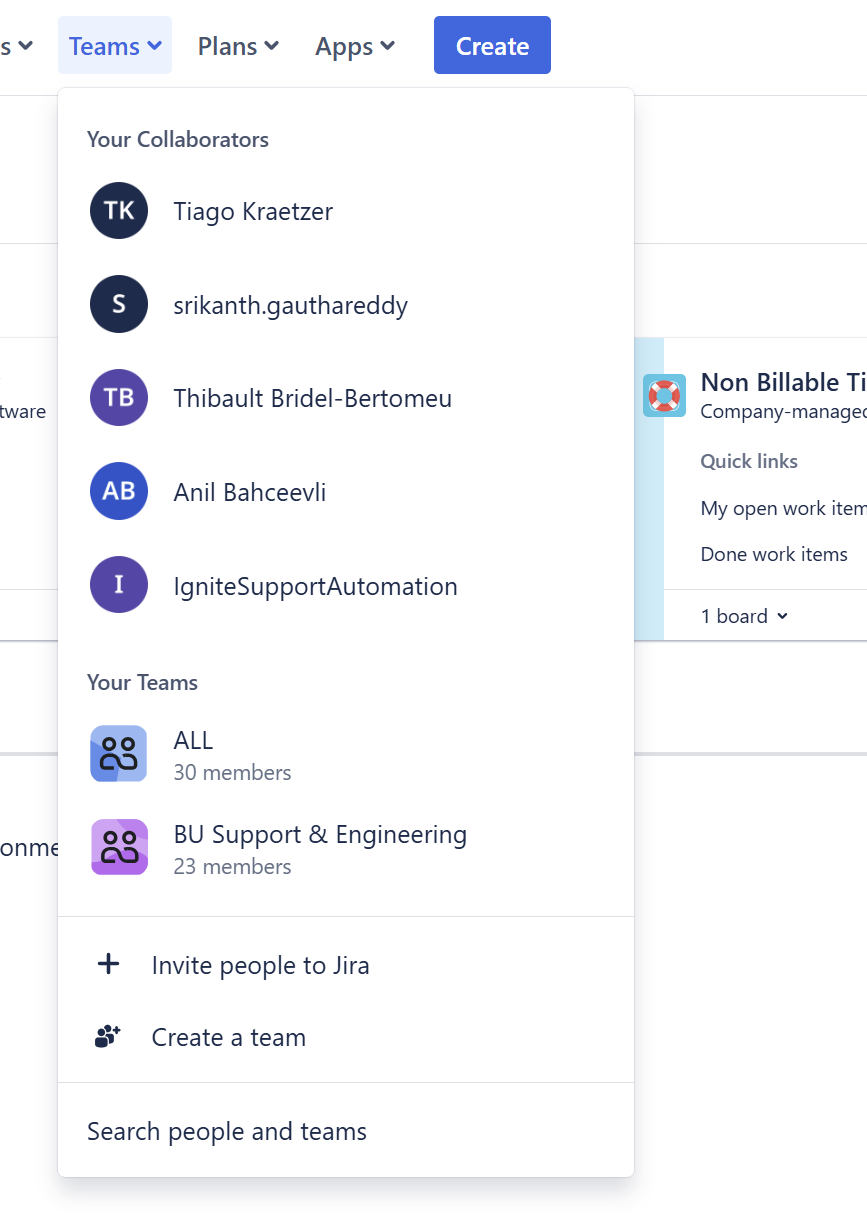 s
Teams
Plans
Apps
Create
Your Collaborators
TK
Tiago Kraetzer
S
srikanth.gauthareddy
TB
Thibault Bridel-Bertomeu
AB
Anil Bahceevli
I
IgniteSupportAutomation
Your Teams
ALL
30 members
BU Support & Engineering
23 members
Invite people to Jira
Create a team
Search people and teams
tware
onme
Non Billable Ti
Company-managed
Quick links
My open work item
Done work items
1 board